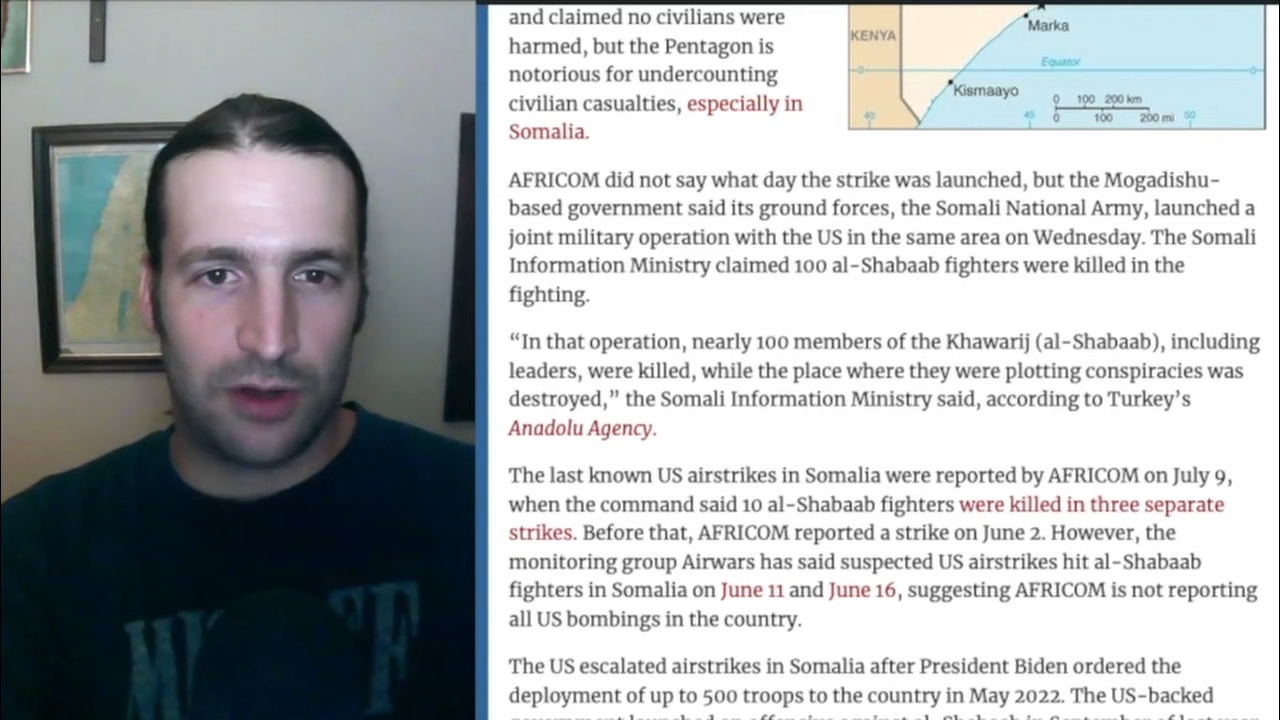 and claimed no civilians were
harmed, but the Pentagon is
notorious for undercounting
civilian casualties, especially in
Somalia.
KENYA
Marka
Equator
0
0
Kismaayo
0 100 200 km
0 100 200 mi
40
45
50
AFRICOM did not say what day the strike was launched, but the Mogadishu-
based government said its ground forces, the Somali National Army, launched a
joint military operation with the US in the same area on Wednesday. The Somali
Information Ministry claimed 100 al-Shabaab fighters were killed in the
fighting.
“In that operation, nearly 100 members of the Khawarij (al-Shabaab), including
leaders, were killed, while the place where they were plotting conspiracies was
destroyed,” the Somali Information Ministry said, according to Turkey’s
Anadolu Agency.
The last known US airstrikes in Somalia were reported by AFRICOM on July 9,
when the command said 10 al-Shabaab fighters were killed in three separate
strikes. Before that, AFRICOM reported a strike on June 2. However, the
monitoring group Airwars has said suspected US airstrikes hit al-Shabaab
fighters in Somalia on June 11 and June 16, suggesting AFRICOM is not reporting
all US bombings in the country.
The US escalated airstrikes in Somalia after President Biden ordered the
deployment of up to 500 troops to the country in May 2022. The US-backed